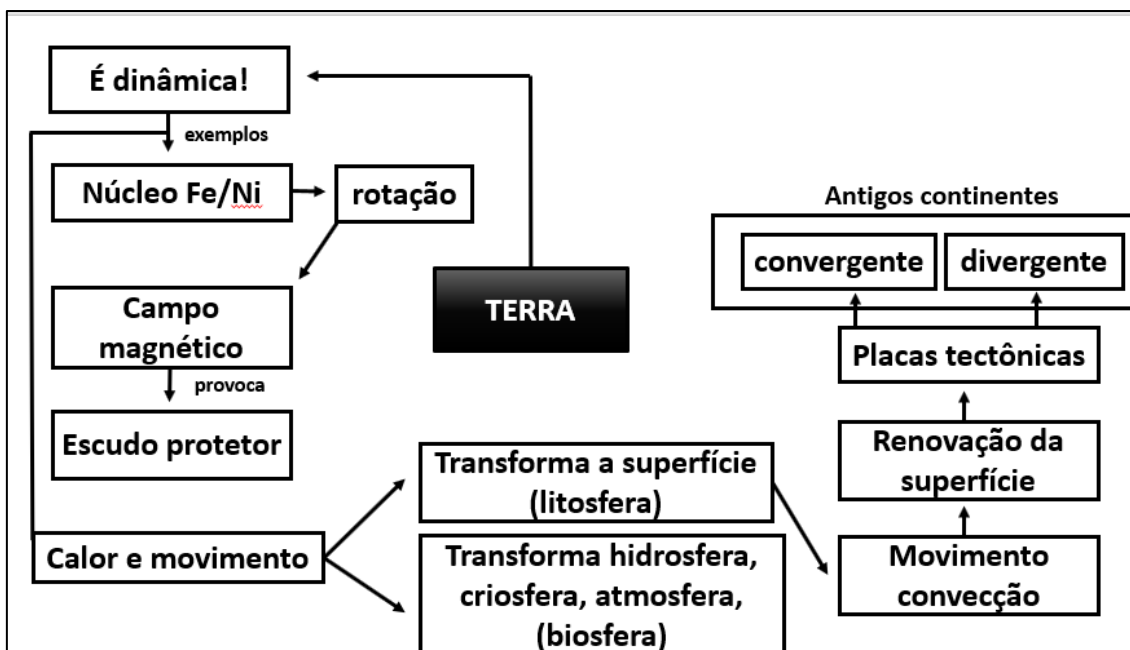 É dinâmica!
exemplos
Núcleo Fe/Ni
rotação
Campo
magnético
provoca
Escudo protetor
TERRA
Calor e movimento
Transforma a superfície
(litosfera)
Transforma hidrosfera,
criosfera, atmosfera,
(biosfera)
Antigos continentes
convergente
divergente
Placas tectônicas
Renovação da
superfície
Movimento
convecção